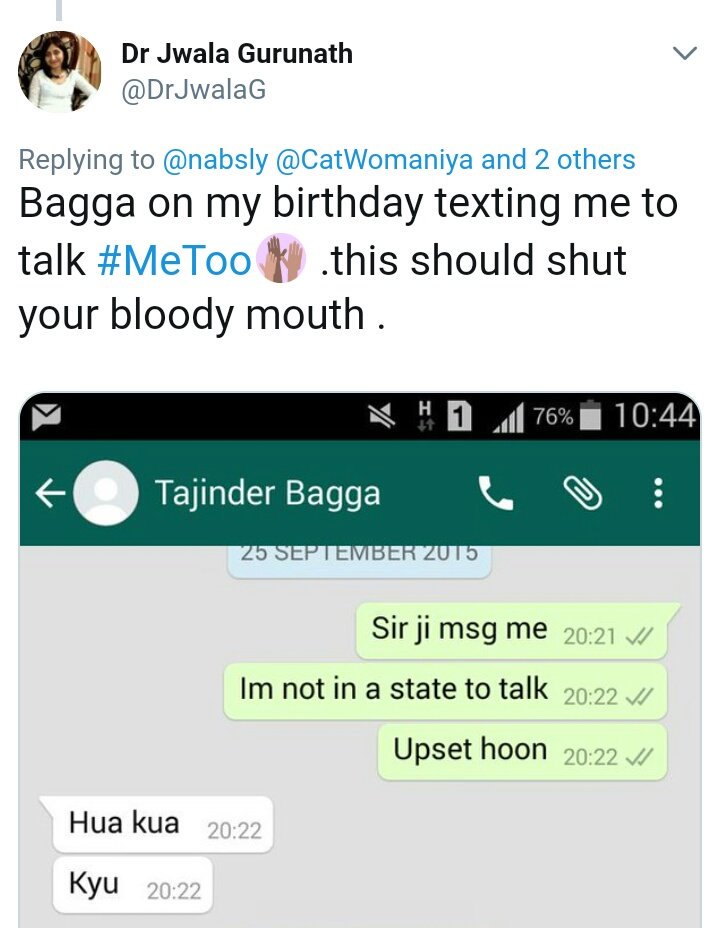 Dr Jwala Gurunath
@DrJwalaG
Replying to @nabsly @CatWomaniya and 2 others
Bagga on my birthday texting me to
talk #MeToo .this should shut
your bloody mouth .
H 1 76% 10:44
Tajinder Bagga
25 SEPTEMBER 2015
Sir ji msg me 20:21
Im not in a state to talk 20:22
Upset hoon 20:22
Hua kua 20:22
Kyu 20:22